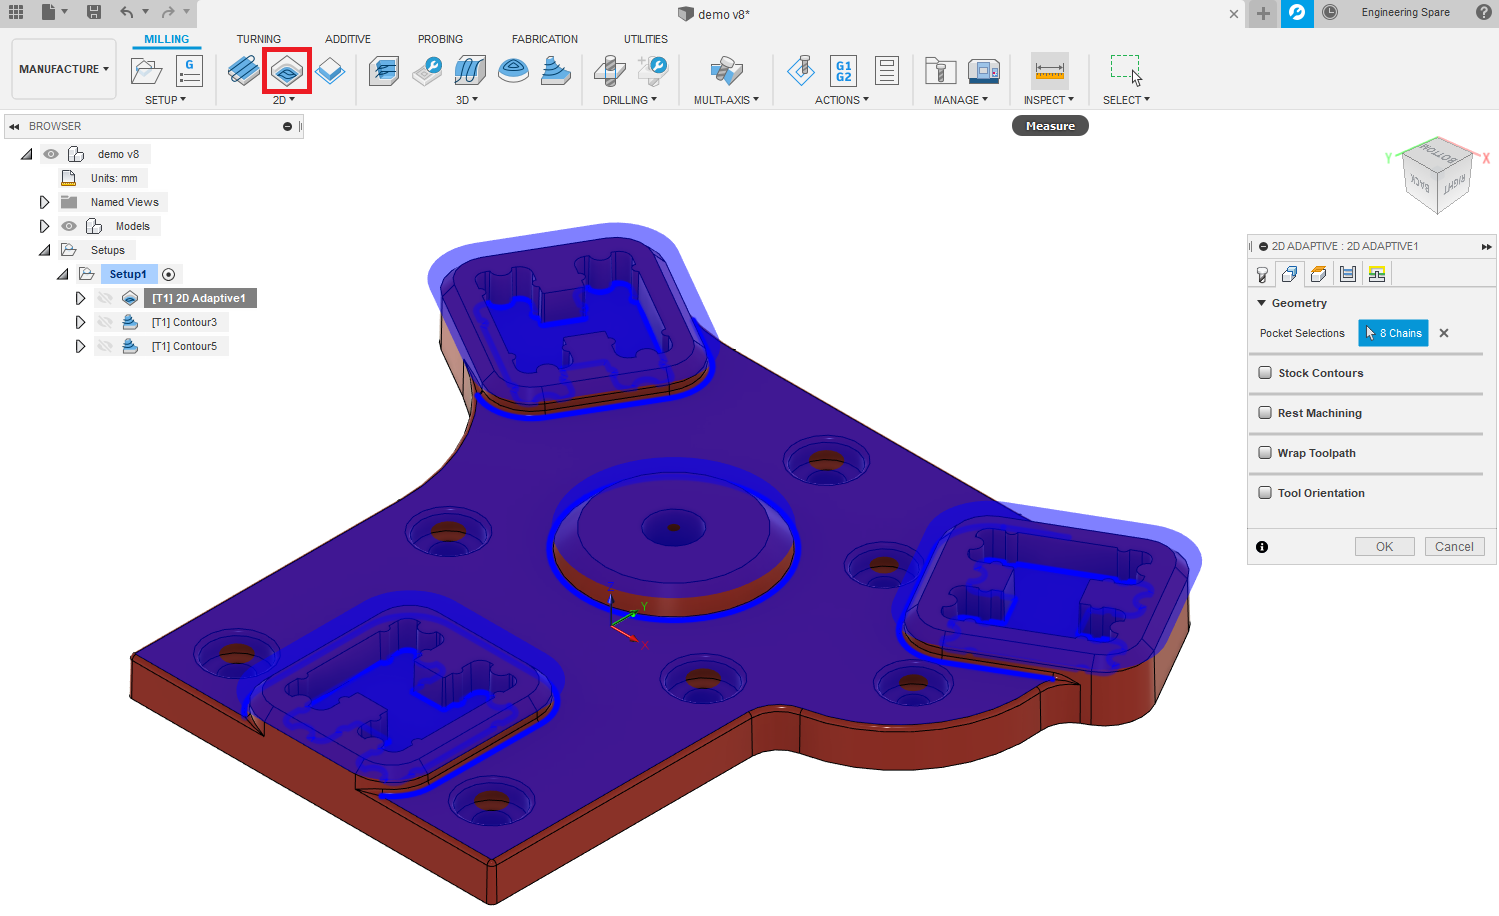 demo v8*
Engineering Spare
MANUFACTURE
MILLING
TURNING
ADDITIVE
PROBING
FABRICATION
UTILITIES
G
G1
G2
SETUP
2D
3D
DRILLING
MULTI-AXIS
ACTIONS
MANAGE
INSPECT
SELECT
Measure
BROWSER
demo v8
Units: mm
Named Views
Models
Setups
Setup1
[T1] 2D Adaptive1
[T1] Contour3
[T1] Contour5
Y
X
BOTTOM
BACK
RIGHT
2D ADAPTIVE : 2D ADAPTIVE1
Geometry
Pocket Selections
8 Chains
Stock Contours
Rest Machining
Wrap Toolpath
Tool Orientation
OK
Cancel
Z
Y
X